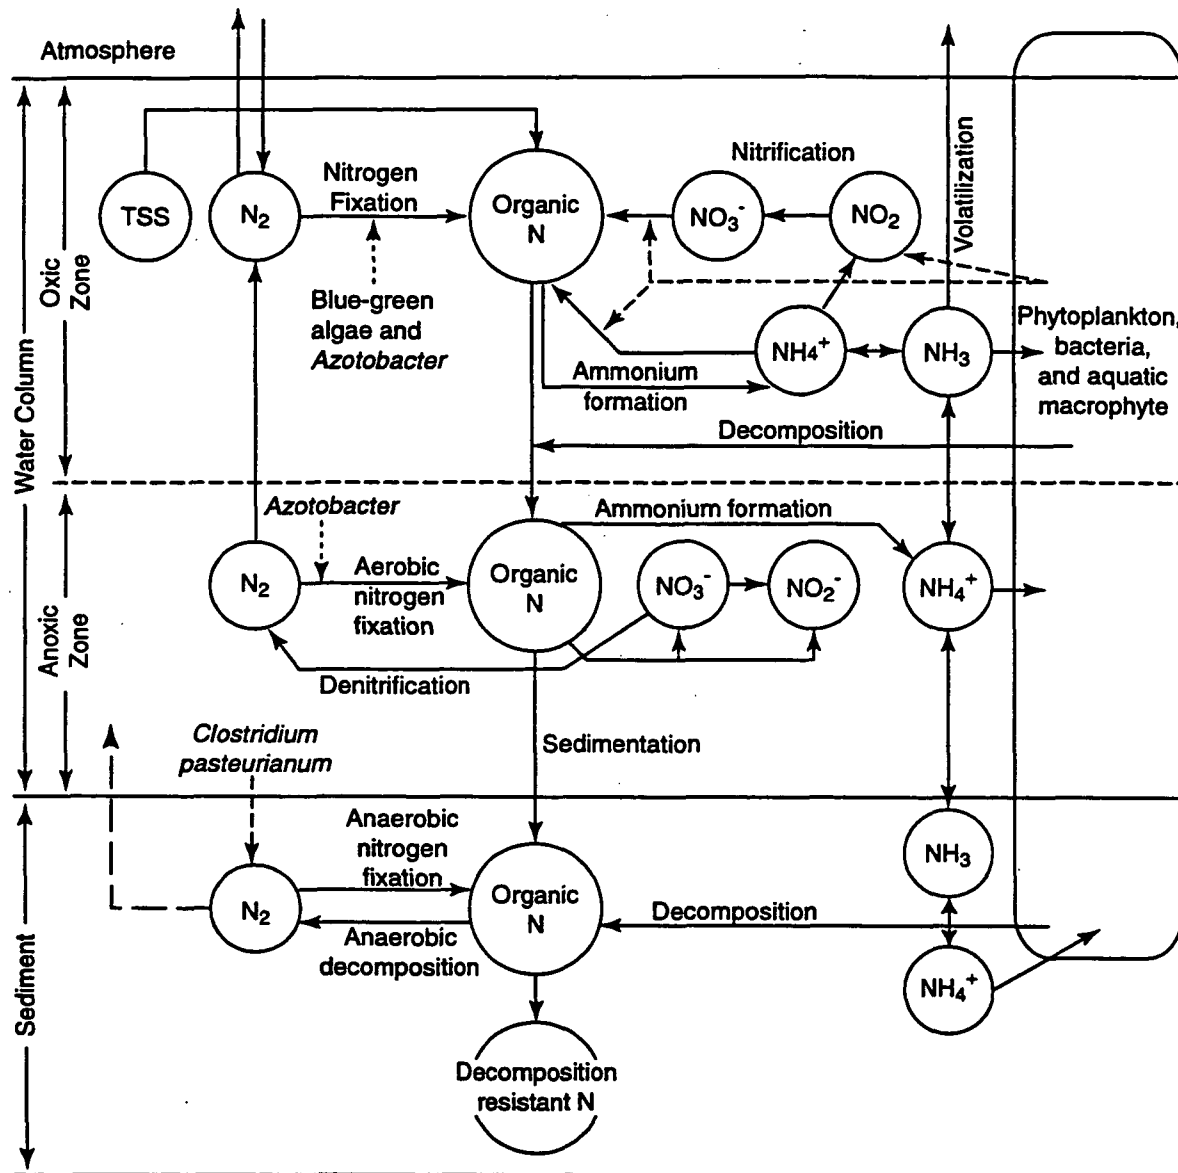 Atmosphere
Water Column
Oxic
Zone
TSS
N₂
Nitrogen
Fixation
Organic
N
Nitrification
NO₃⁻
NO₂
Volatilization
Blue-green
algae and
Azotobacter
NH4⁺
NH₃
Phytoplankton,
bacteria,
and aquatic
macrophyte
Ammonium
formation
Decomposition
Anoxic
Zone
Azotobacter
Ammonium formation
N₂
Aerobic
nitrogen
fixation
Organic
N
NO₃⁻
NO₂⁻
NH₄⁺
Denitrification
Clostridium
pasteurianum
Sedimentation
Sediment
Anaerobic
nitrogen
fixation
N₂
Organic
N
Anaerobic
decomposition
Decomposition
NH₃
NH₄⁺
Decomposition
resistant N